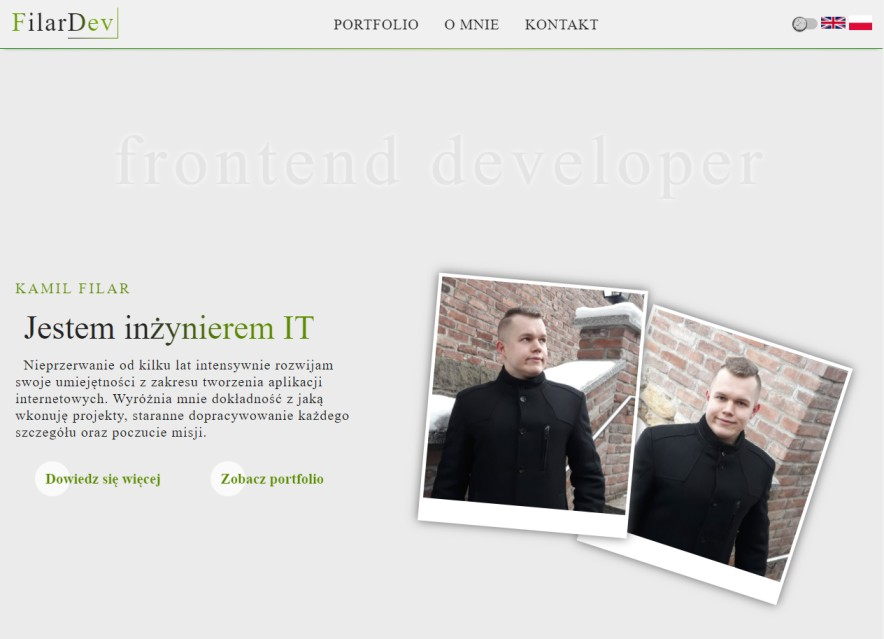 FilarDev
PORTFOLIO O MNIE KONTAKT
frontend developer
KAMIL FILAR
Jestem inżynierem IT
Nieprzerwanie od kilku lat intensywnie rozwijam
swoje umiejętności z zakresu tworzenia aplikacji
internetowych. Wyróżnia mnie dokładność z jaką
wkonuję projekty, staranne dopracowywanie każdego
szczegółu oraz poczucie misji.
Dowiedz się więcej
Zobacz portfolio